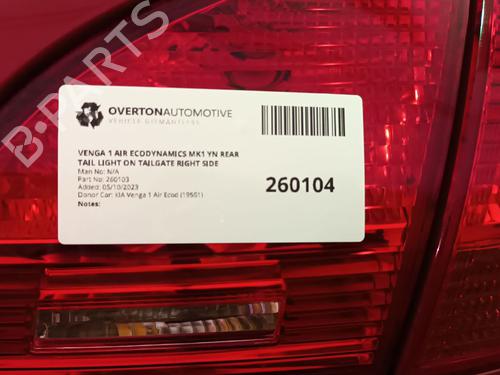 OVERTONAUTOMOTIVE
VEHICLE DISMANTLERS
VENGA 1 AIR ECODYNAMICS MK1 YN REAR
TAIL LIGHT ON TAILGATE RIGHT SIDE
Man No: N/A
Part No: 260103
Added: 05/10/2023
Donor Car: KIA Venga 1 Air Ecod (19501)
Notes:
260104
B-PARTS